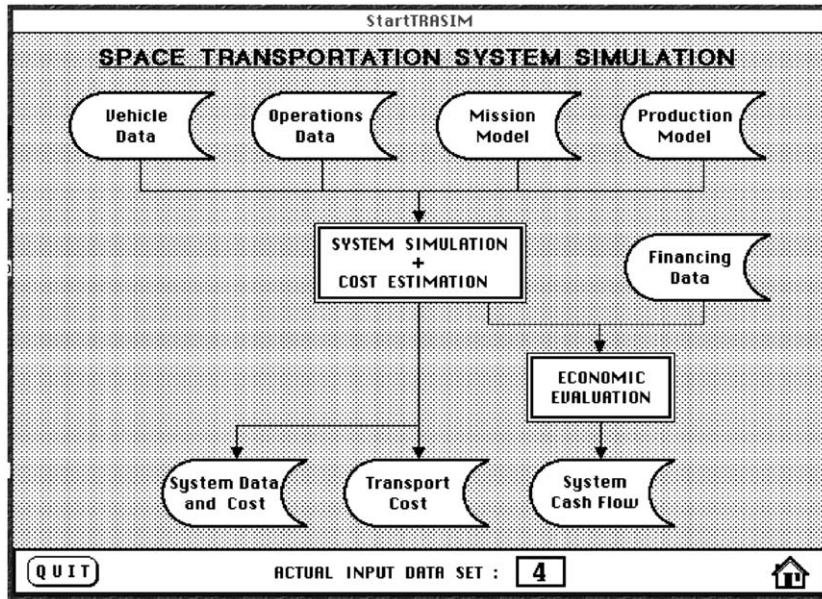 StartTRASIM
SPACE TRANSPORTATION SYSTEM SIMULATION
Vehicle
Data
Operations
Data
Mission
Model
Production
Model
SYSTEM SIMULATION
+
COST ESTIMATION
Financing
Data
ECONOMIC
EVALUATION
System Data
and Cost
Transport
Cost
System
Cash Flow
QUIT
ACTUAL INPUT DATA SET : 4